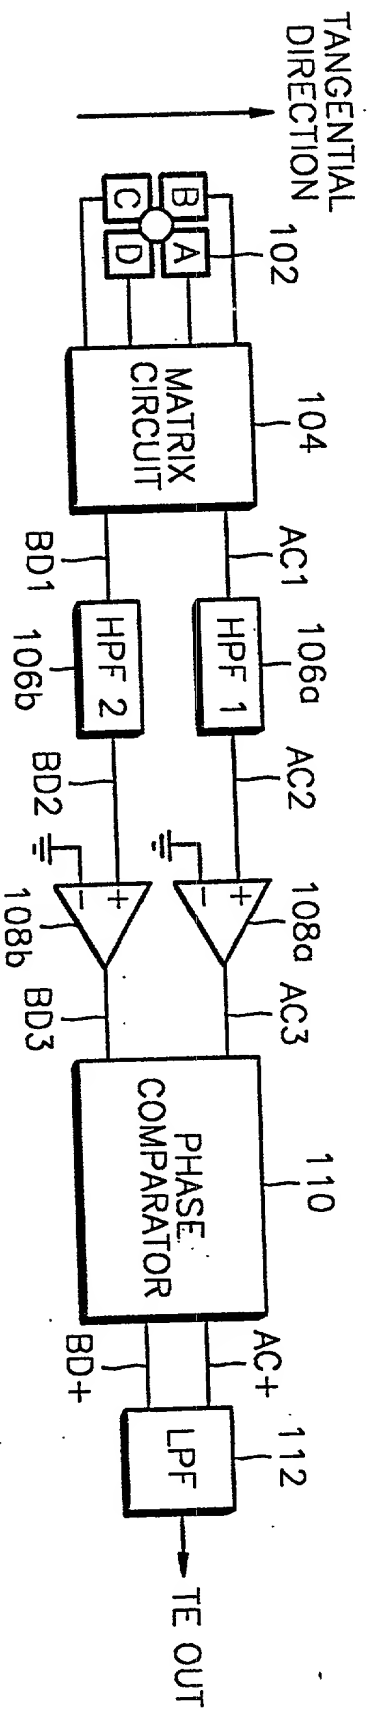 TANGENTIAL
DIRECTION
B
A
C
D
102
104
MATRIX
CIRCUIT
AC1
BD1
106a
HPF 1
HPF 2
106b
AC2
BD2
108a
+
−
+
−
108b
AC3
BD3
110
PHASE
COMPARATOR
AC+
BD+
112
LPF
TE OUT